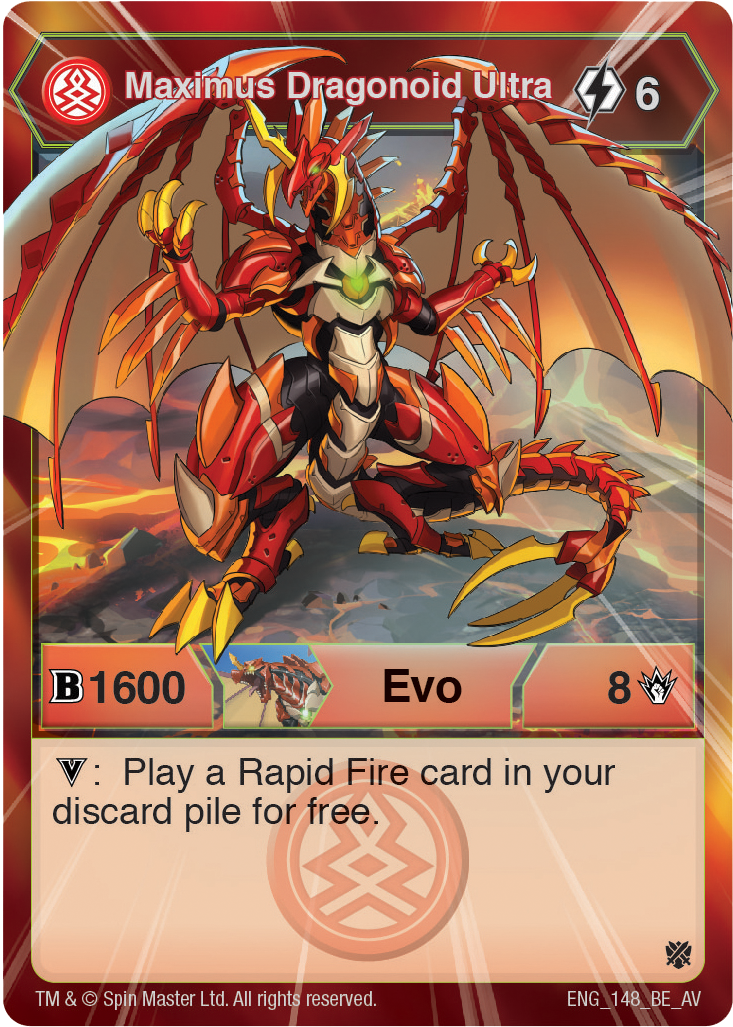 Maximus Dragonoid Ultra
6
B 1600
Evo
8
V: Play a Rapid Fire card in your
discard pile for free.
TM & © Spin Master Ltd. All rights reserved.
ENG_148_BE_AV